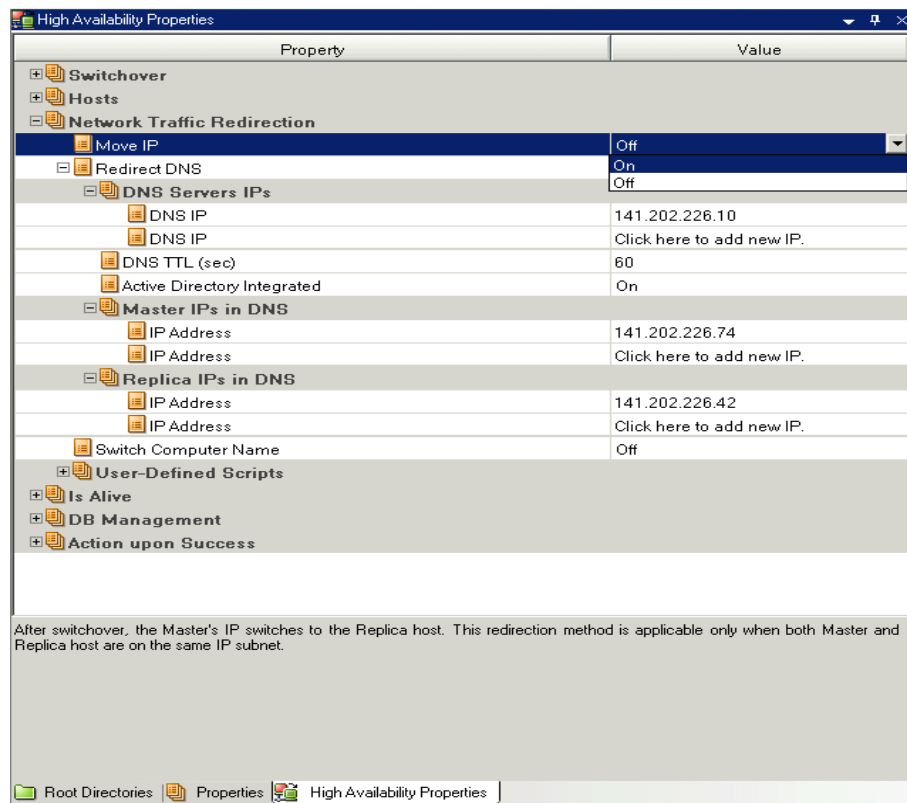 High Availability Properties
Property Value
Switchover
Hosts
Network Traffic Redirection
Move IP Off
Redirect DNS On
DNS Servers IPs Off
DNS IP 141.202.226.10
DNS IP Click here to add new IP.
DNS TTL (sec) 60
Active Directory Integrated On
Master IPs in DNS
IP Address 141.202.226.74
IP Address Click here to add new IP.
Replica IPs in DNS
IP Address 141.202.226.42
IP Address Click here to add new IP.
Switch Computer Name Off
User-Defined Scripts
Is Alive
DB Management
Action upon Success
After switchover, the Master's IP switches to the Replica host. This redirection method is applicable only when both Master and
Replica host are on the same IP subnet.
Root Directories Properties High Availability Properties